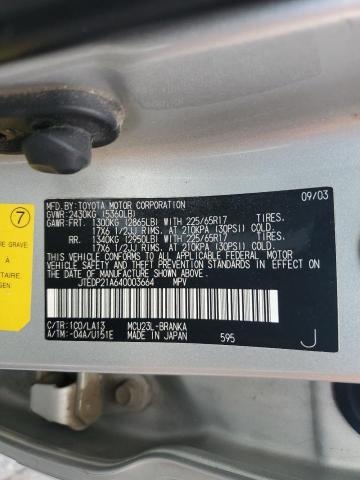 MFD.BY:TOYOTA MOTOR CORPORATION 09/03
GVWR:2430KG (5360LB)
GAWR:FRT. 1300KG (2865LB) WITH 225/65R17 TIRES.
17X6 1/2JJ RIMS, AT 210KPA (30PSI) COLD.
RR. 1340KG (2950LB) WITH 225/65R17 TIRES.
17X6 1/2JJ RIMS, AT 210KPA (30PSI) COLD.
THIS VEHICLE CONFORMS TO ALL APPLICABLE FEDERAL MOTOR
VEHICLE SAFETY STANDARDS IN EFFECT ON THE DATE OF
MANUFACTURE SHOWN ABOVE.
JTEDP21A640003664 MPV
C/TR:1C0/LA13 MCU23L-BRANKA
A/TM:-04A/U151E MADE IN JAPAN 595 J
7
E GRAVE.
À
TAIRE.
GEN.